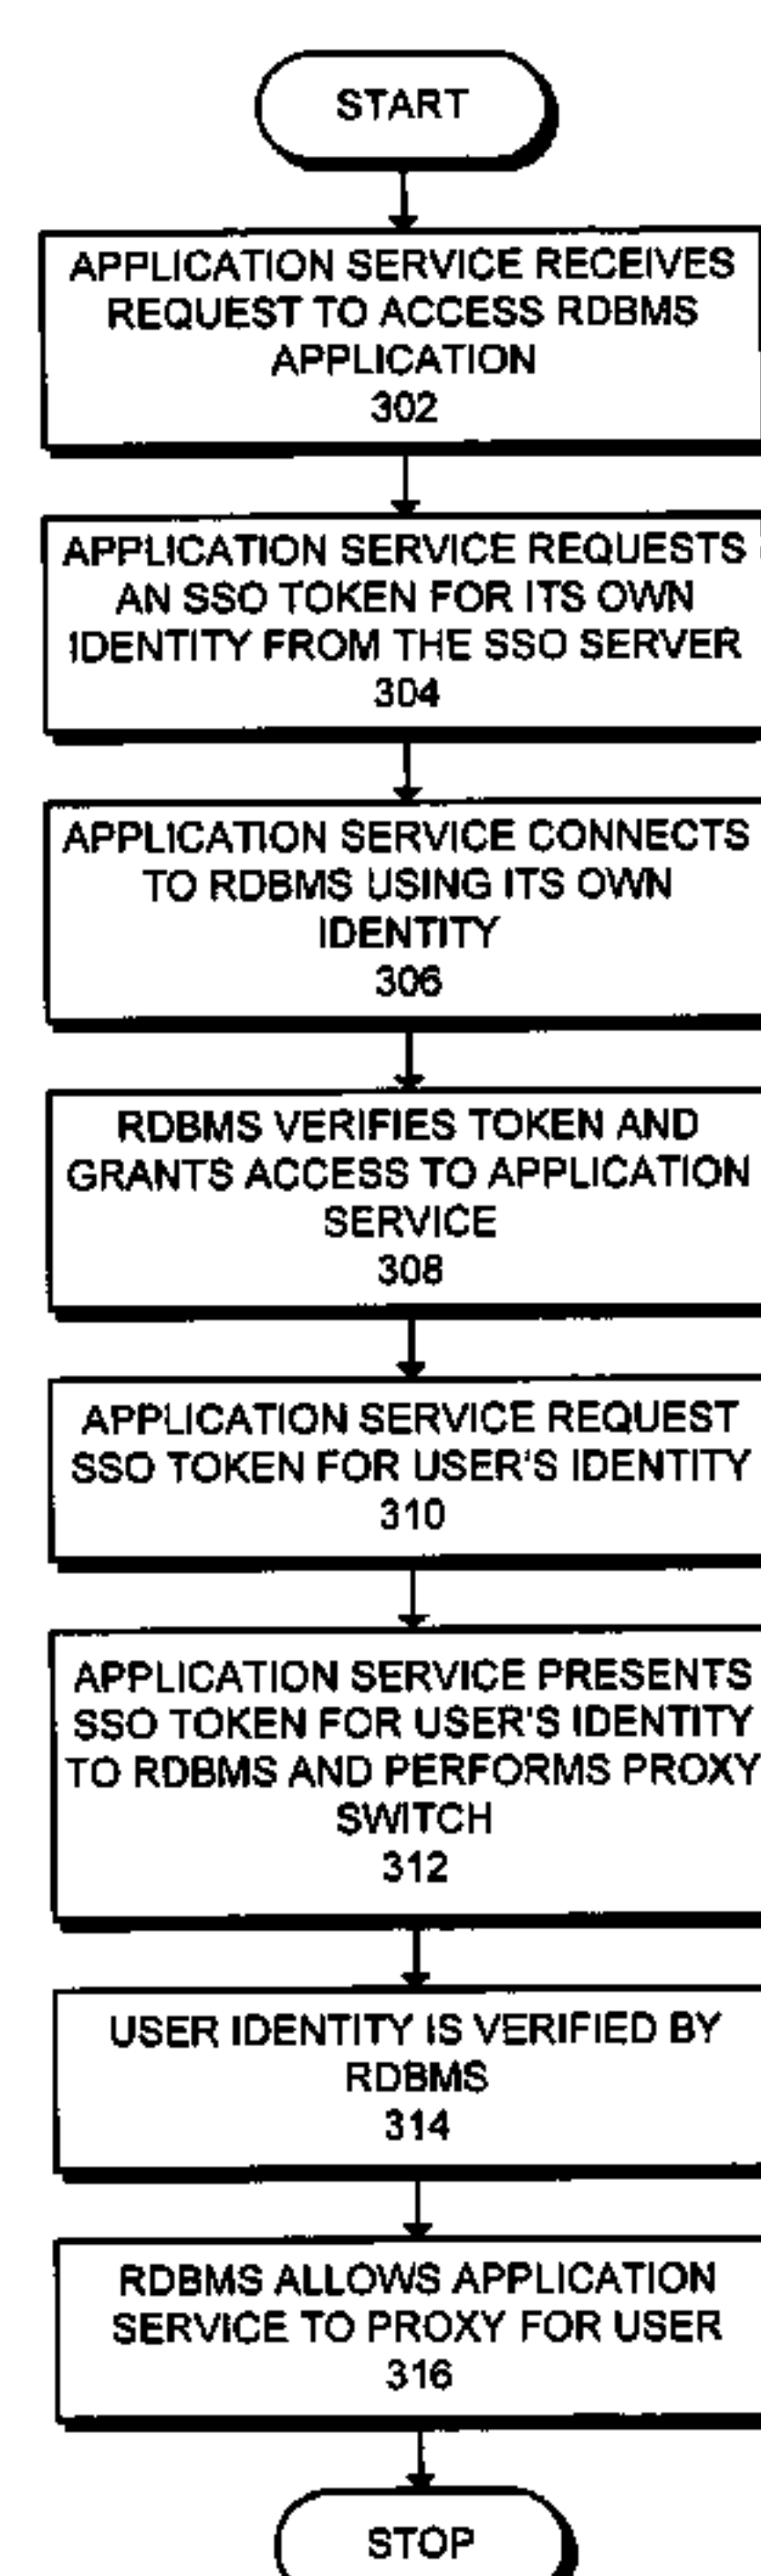 START
APPLICATION SERVICE RECEIVES
REQUEST TO ACCESS RDBMS
APPLICATION
302
APPLICATION SERVICE REQUESTS
AN SSO TOKEN FOR ITS OWN
IDENTITY FROM THE SSO SERVER
304
APPLICATION SERVICE CONNECTS
TO RDBMS USING ITS OWN
IDENTITY
306
RDBMS VERIFIES TOKEN AND
GRANTS ACCESS TO APPLICATION
SERVICE
308
APPLICATION SERVICE REQUEST
SSO TOKEN FOR USER'S IDENTITY
310
APPLICATION SERVICE PRESENTS
SSO TOKEN FOR USER'S IDENTITY
TO RDBMS AND PERFORMS PROXY
SWITCH
312
USER IDENTITY IS VERIFIED BY
RDBMS
314
RDBMS ALLOWS APPLICATION
SERVICE TO PROXY FOR USER
316
STOP